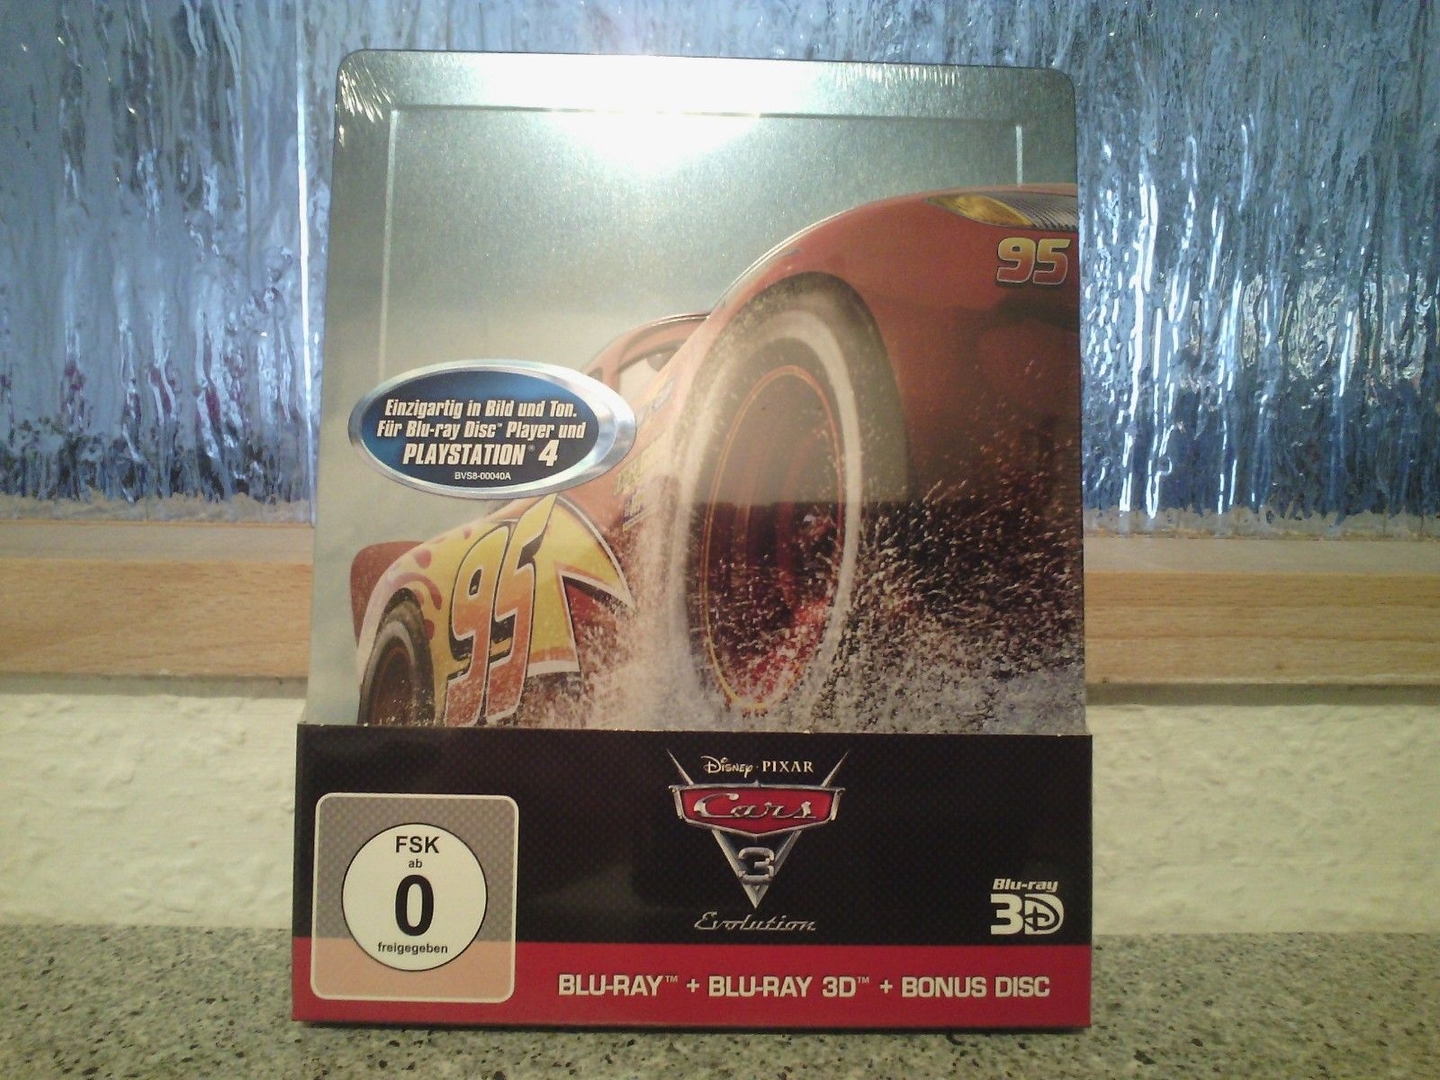 95
Einzigartig in Bild und Ton.
Für Blu-ray Disc™ Player und
PLAYSTATION® 4
BVS8-00040A
95
DISNEY · PIXAR
Cars
3
Evolution
FSK
ab
0
freigegeben
Blu-ray
3D
BLU-RAY™ + BLU-RAY 3D™ + BONUS DISC